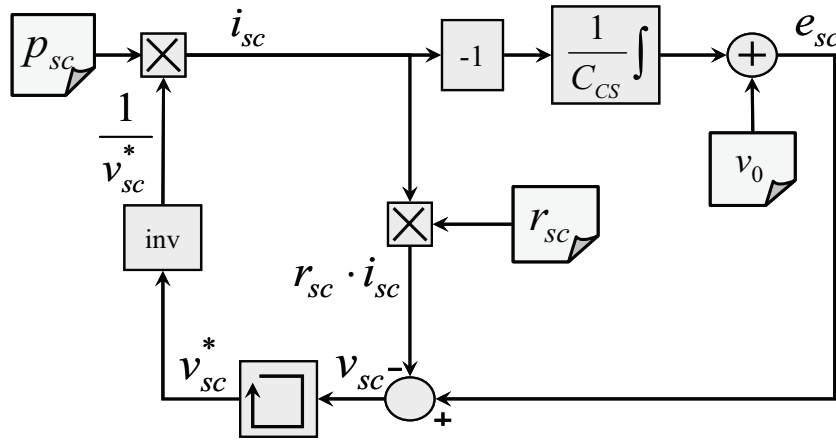 p_sc
i_sc
-1
1
C_CS
∫
+
e_sc
1
v*_sc
v_0
r_sc
inv
r_sc · i_sc
v*_sc
v_sc
-
+